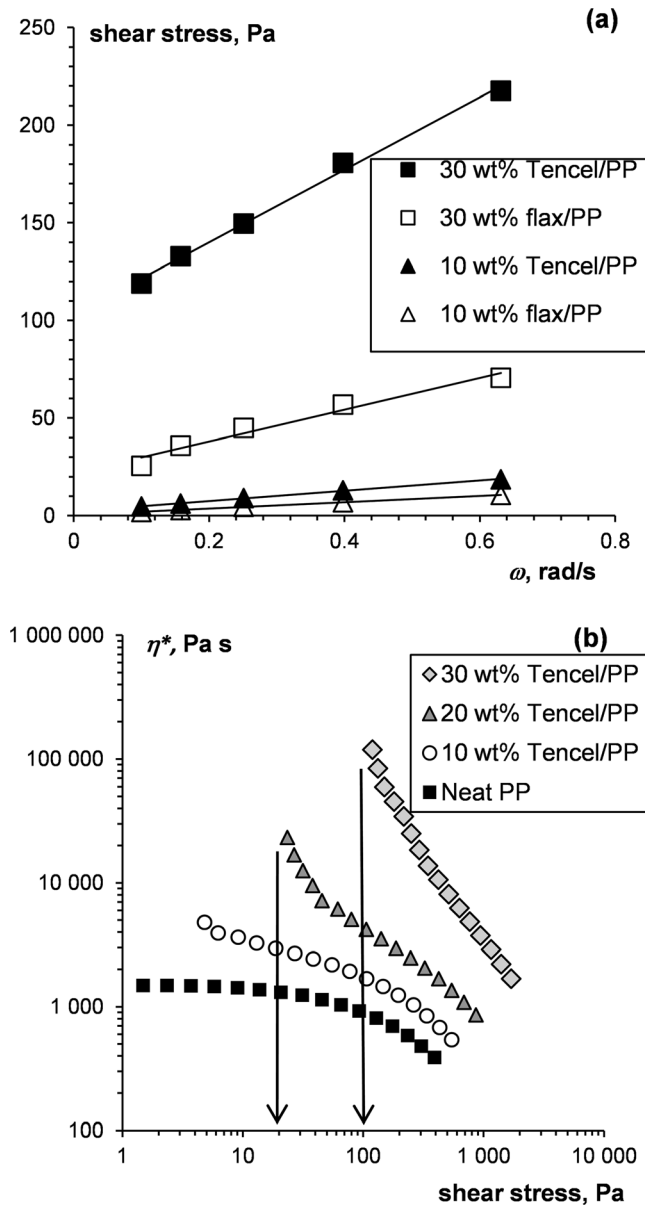 (a)
shear stress, Pa
250
200
150
100
50
0
30 wt% Tencel/PP
30 wt% flax/PP
10 wt% Tencel/PP
10 wt% flax/PP
0 0.2 0.4 0.6 0.8
ω, rad/s
(b)
η*, Pa s
1 000 000
100 000
10 000
1 000
100
30 wt% Tencel/PP
20 wt% Tencel/PP
10 wt% Tencel/PP
Neat PP
1 10 100 1 000 10 000
shear stress, Pa